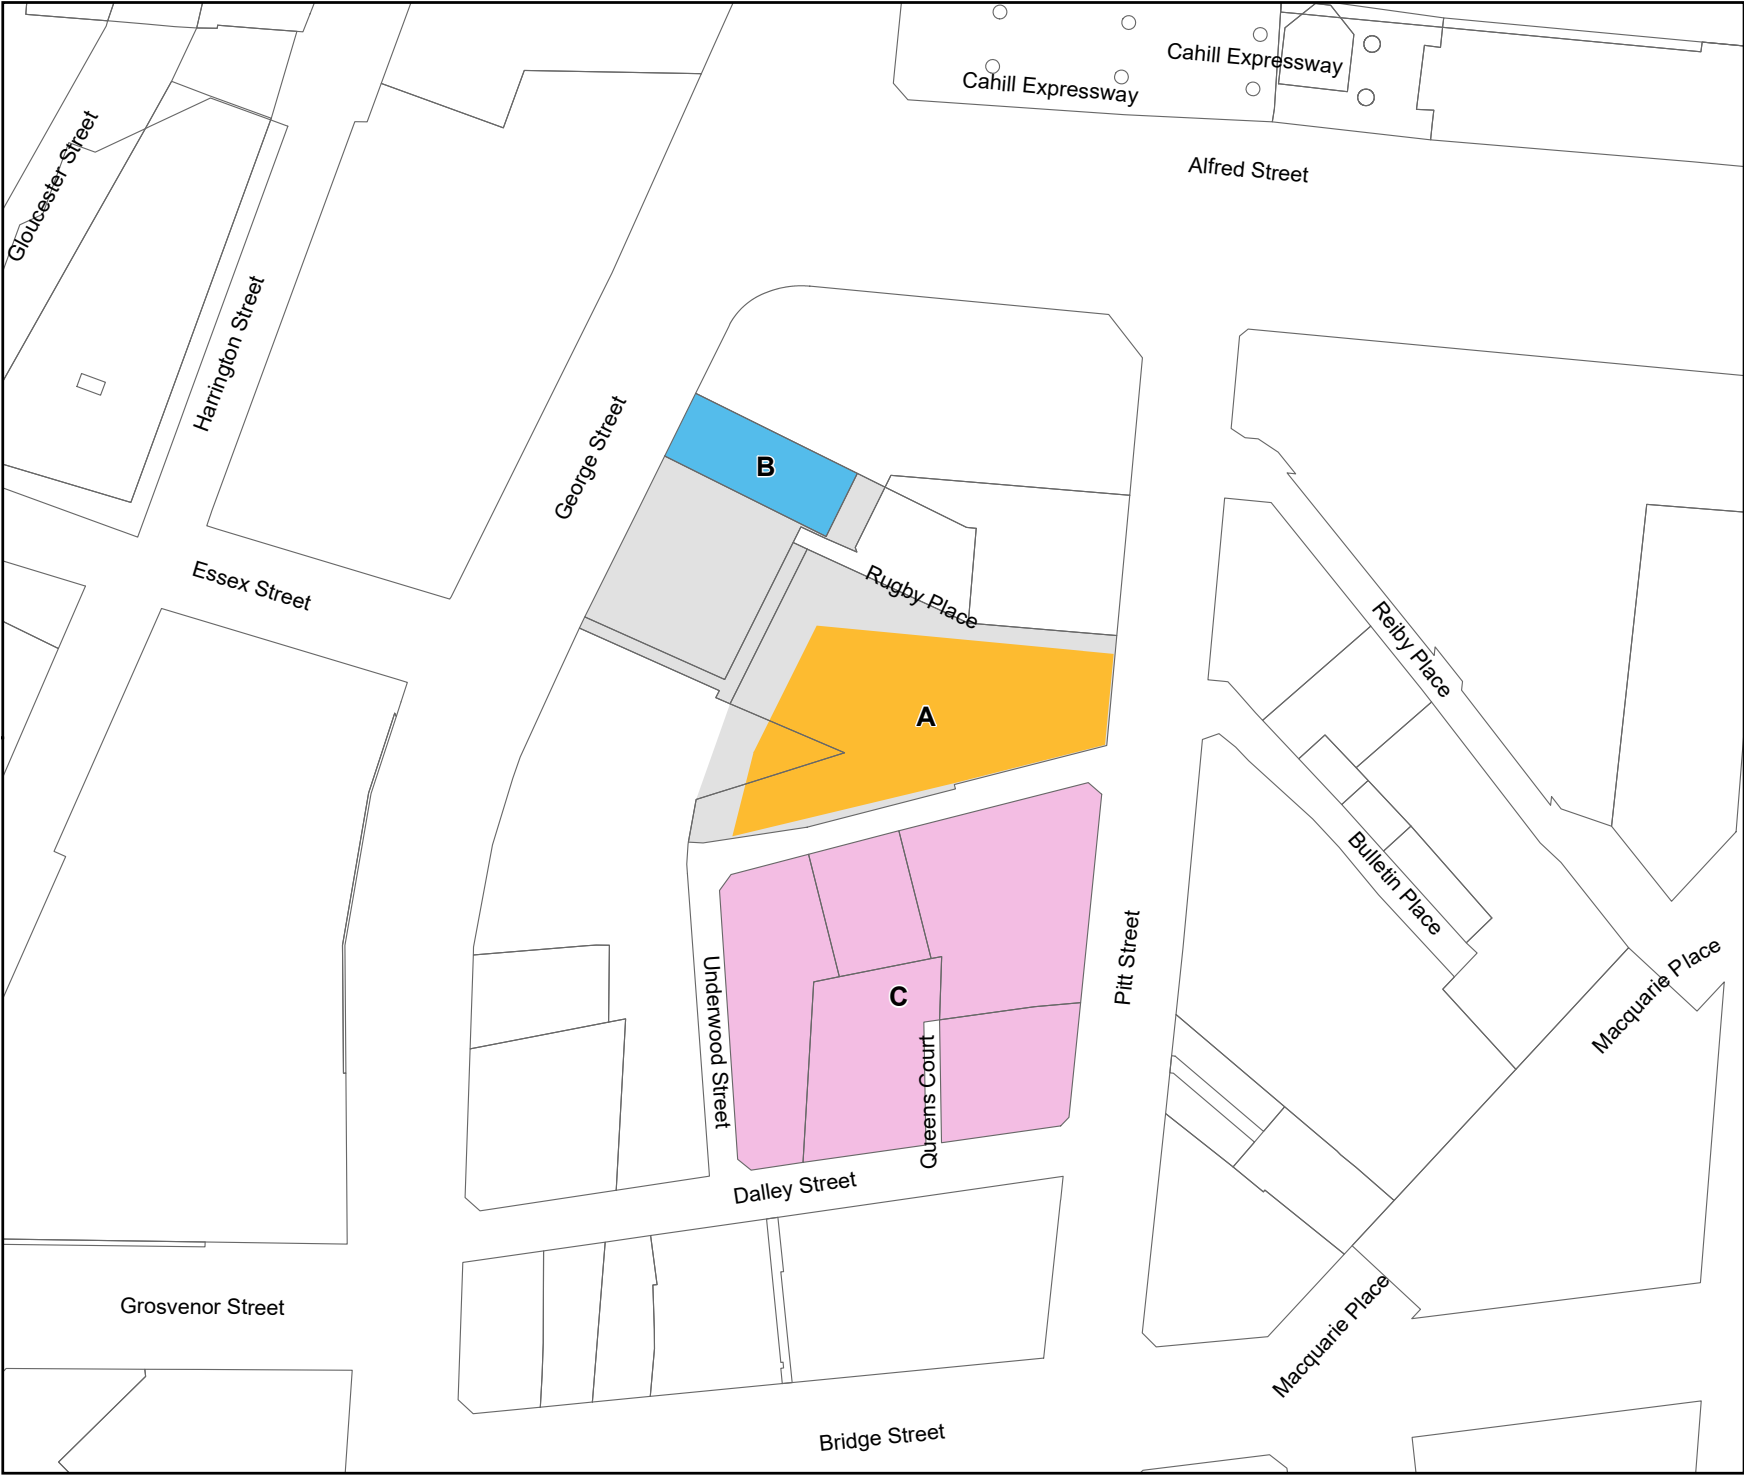 Cahill Expressway
Cahill Expressway
Alfred Street
Gloucester Street
Harrington Street
George Street
B
Essex Street
Rugby Place
Reiby Place
A
Bulletin Place
Pitt Street
Macquarie Place
C
Underwood Street
Queens Court
Dalley Street
Grosvenor Street
Macquarie Place
Bridge Street